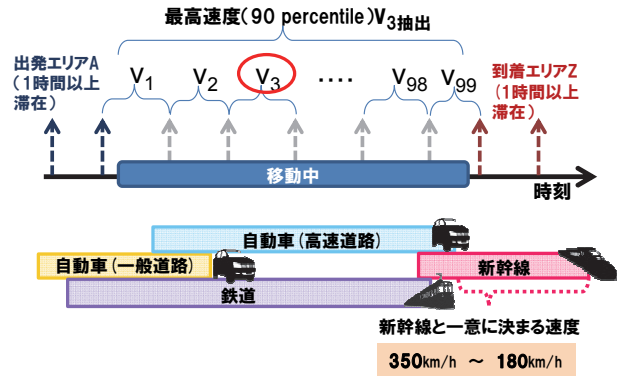 最高速度(90 percentile)V3抽出
出発エリアA
(1時間以上
滞在)
V1
V2
V3
....
V98
V99
到着エリアZ
(1時間以上
滞在)
移動中
時刻
自動車(高速道路)
自動車(一般道路)
新幹線
鉄道
新幹線と一意に決まる速度
350km/h ～ 180km/h